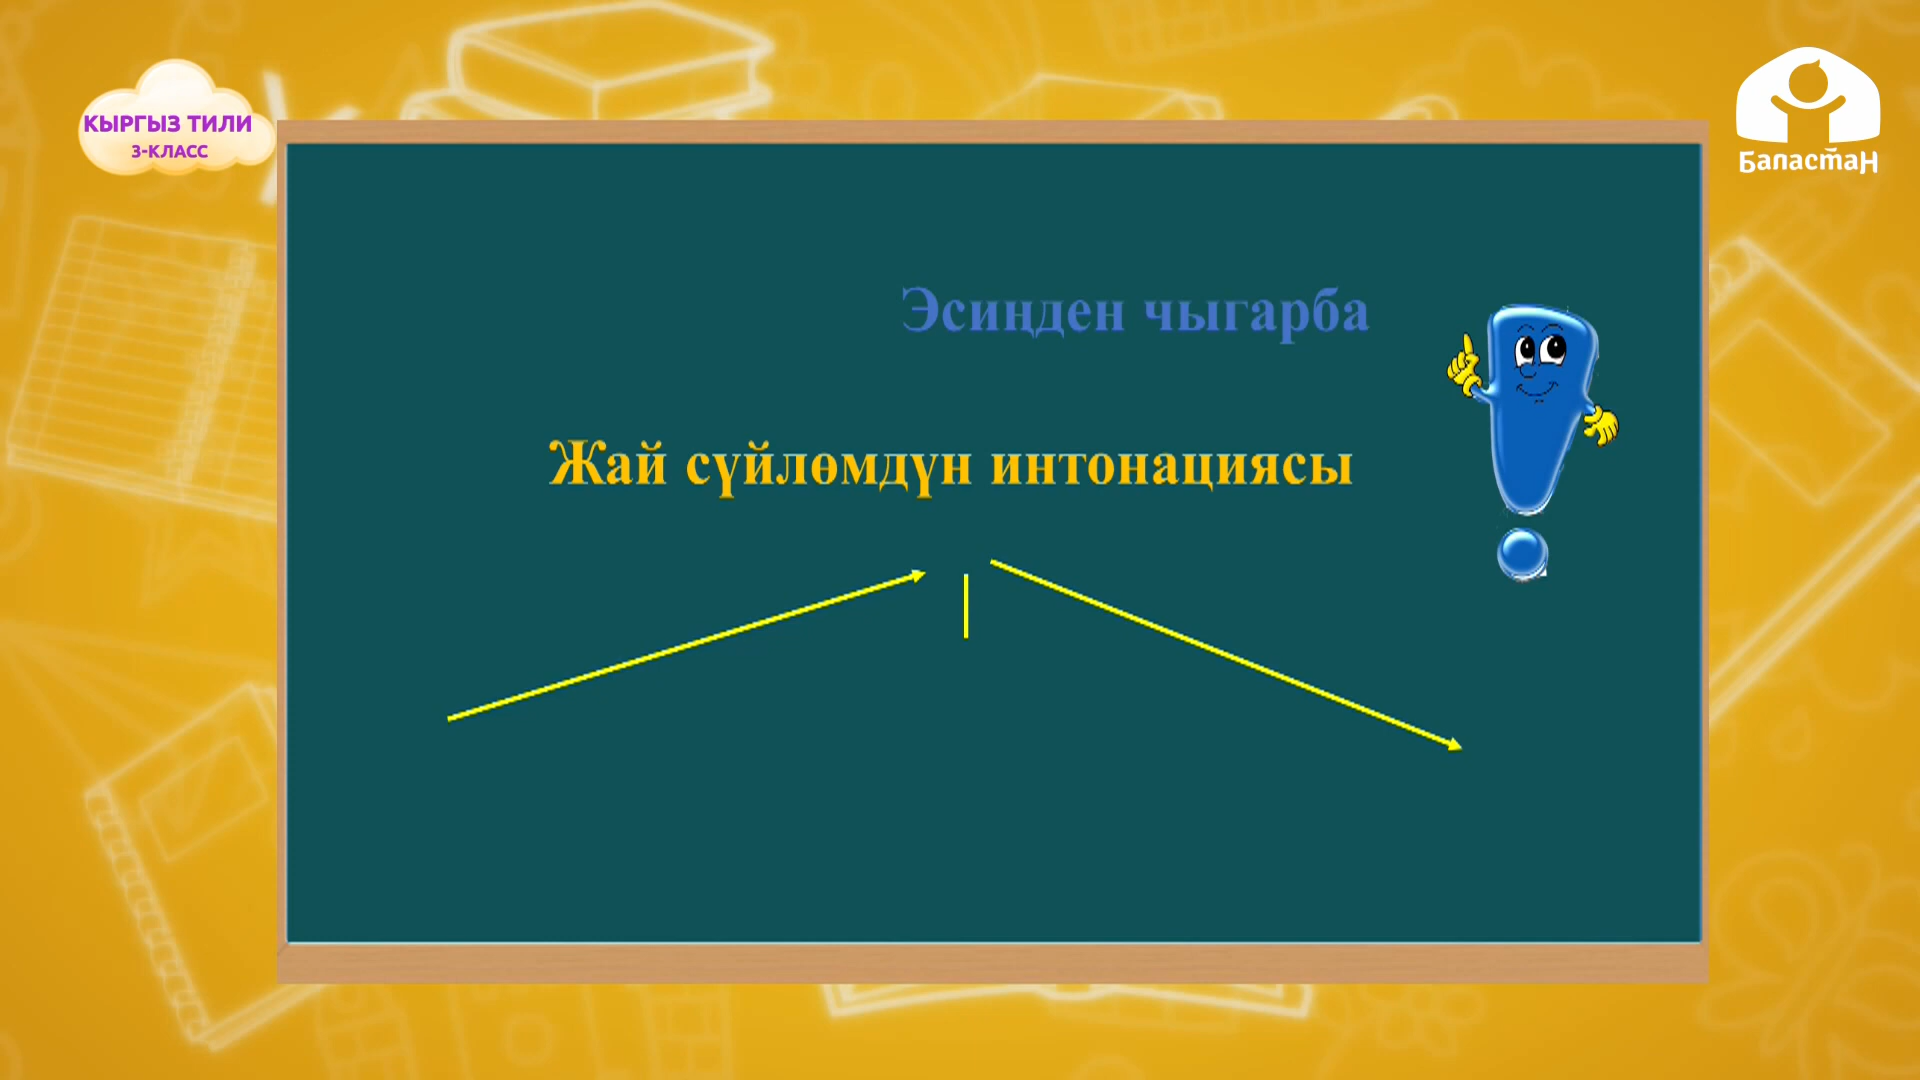 КЫРГЫЗ ТИЛИ
3-КЛАСС
Баластан
Эсиңден чыгарба
Жай сүйлөмдүн интонациясы